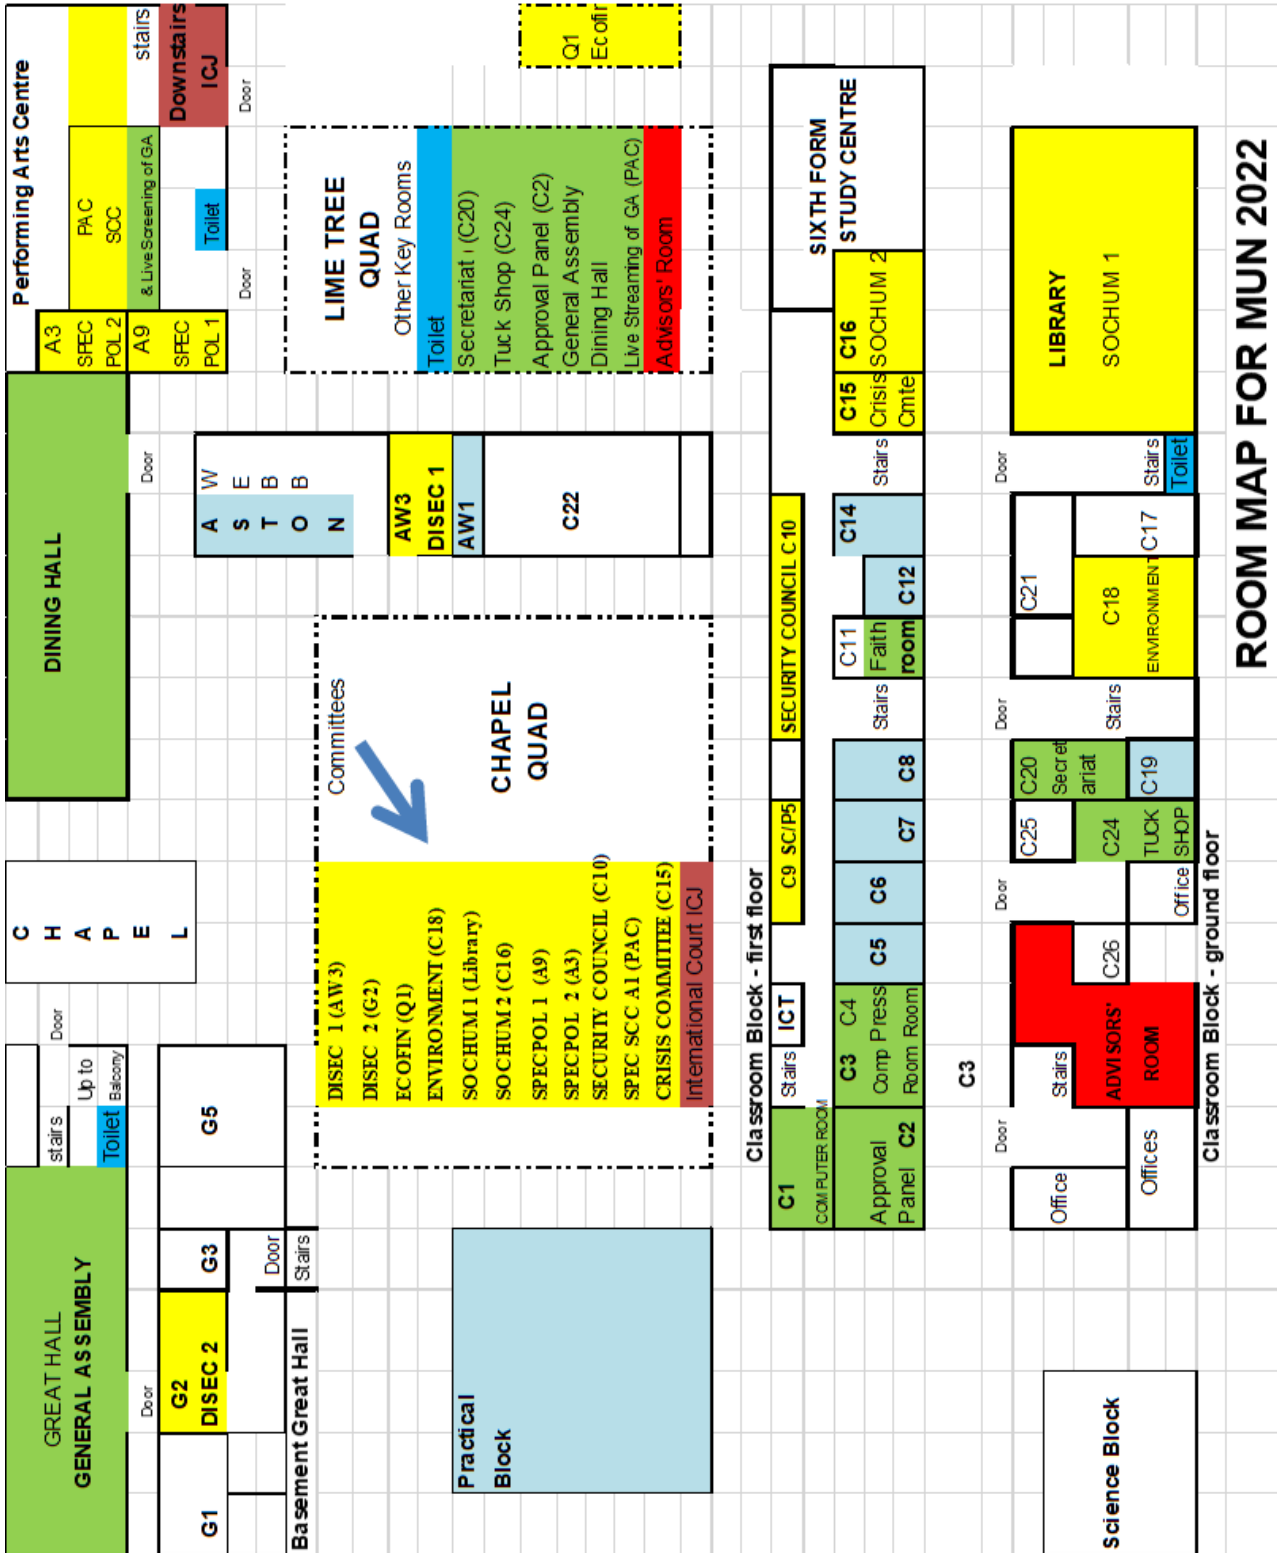 GREAT HALL
GENERAL ASSEMBLY
stairs
Up to
Balcony
Toilet
Door
C
H
A
P
E
L
DINING HALL
Performing Arts Centre
A3
SPEC
POL 2
A9
SPEC
POL 1
PAC
SCC
& Live Screening of GA
Toilet
stairs
Downstairs
ICJ
Door
Door
Door
Door
G1
G2
DISEC 2
G3
G5
Door
Stairs
Basement Great Hall
A W
S E
T B
O B
N
AW3
DISEC 1
AW1
C22
LIME TREE
QUAD
Other Key Rooms
Toilet
Secretariat (C20)
Tuck Shop (C24)
Approval Panel (C2)
General Assembly
Dining Hall
Live Streaming of GA (PAC)
Advisors' Room
Q1
Ecofin
Committees
CHAPEL
QUAD
DISEC 1 (AW3)
DISEC 2 (G2)
ECOFIN (Q1)
ENVIRONMENT (C18)
SOCHUM 1 (Library)
SOCHUM 2 (C16)
SPECPOL 1 (A9)
SPECPOL 2 (A3)
SECURITY COUNCIL (C10)
SPEC SCC A1 (PAC)
CRISIS COMMITTEE (C15)
International Court ICJ
Practical
Block
Classroom Block - first floor
C1
COMPUTER ROOM
Stairs
ICT
C9 SC/P5
SECURITY COUNCIL C10
Approval
Panel C2
C3 C4
Comp Press
Room Room
C5
C6
C7
C8
Stairs
C11
Faith
room
C12
C14
Stairs
C15
Crisis
Cmte
C16
SOCHUM 2
SIXTH FORM
STUDY CENTRE
C3
Door
Door
Door
Door
Office
Offices
Stairs
ADVISORS'
ROOM
C26
Office
C25
C24
TUCK
SHOP
C20
Secret
ariat
C19
Stairs
C21
C18
ENVIRONMENT
C17
Stairs
Toilet
LIBRARY
SOCHUM 1
Classroom Block - ground floor
Science Block
ROOM MAP FOR MUN 2022